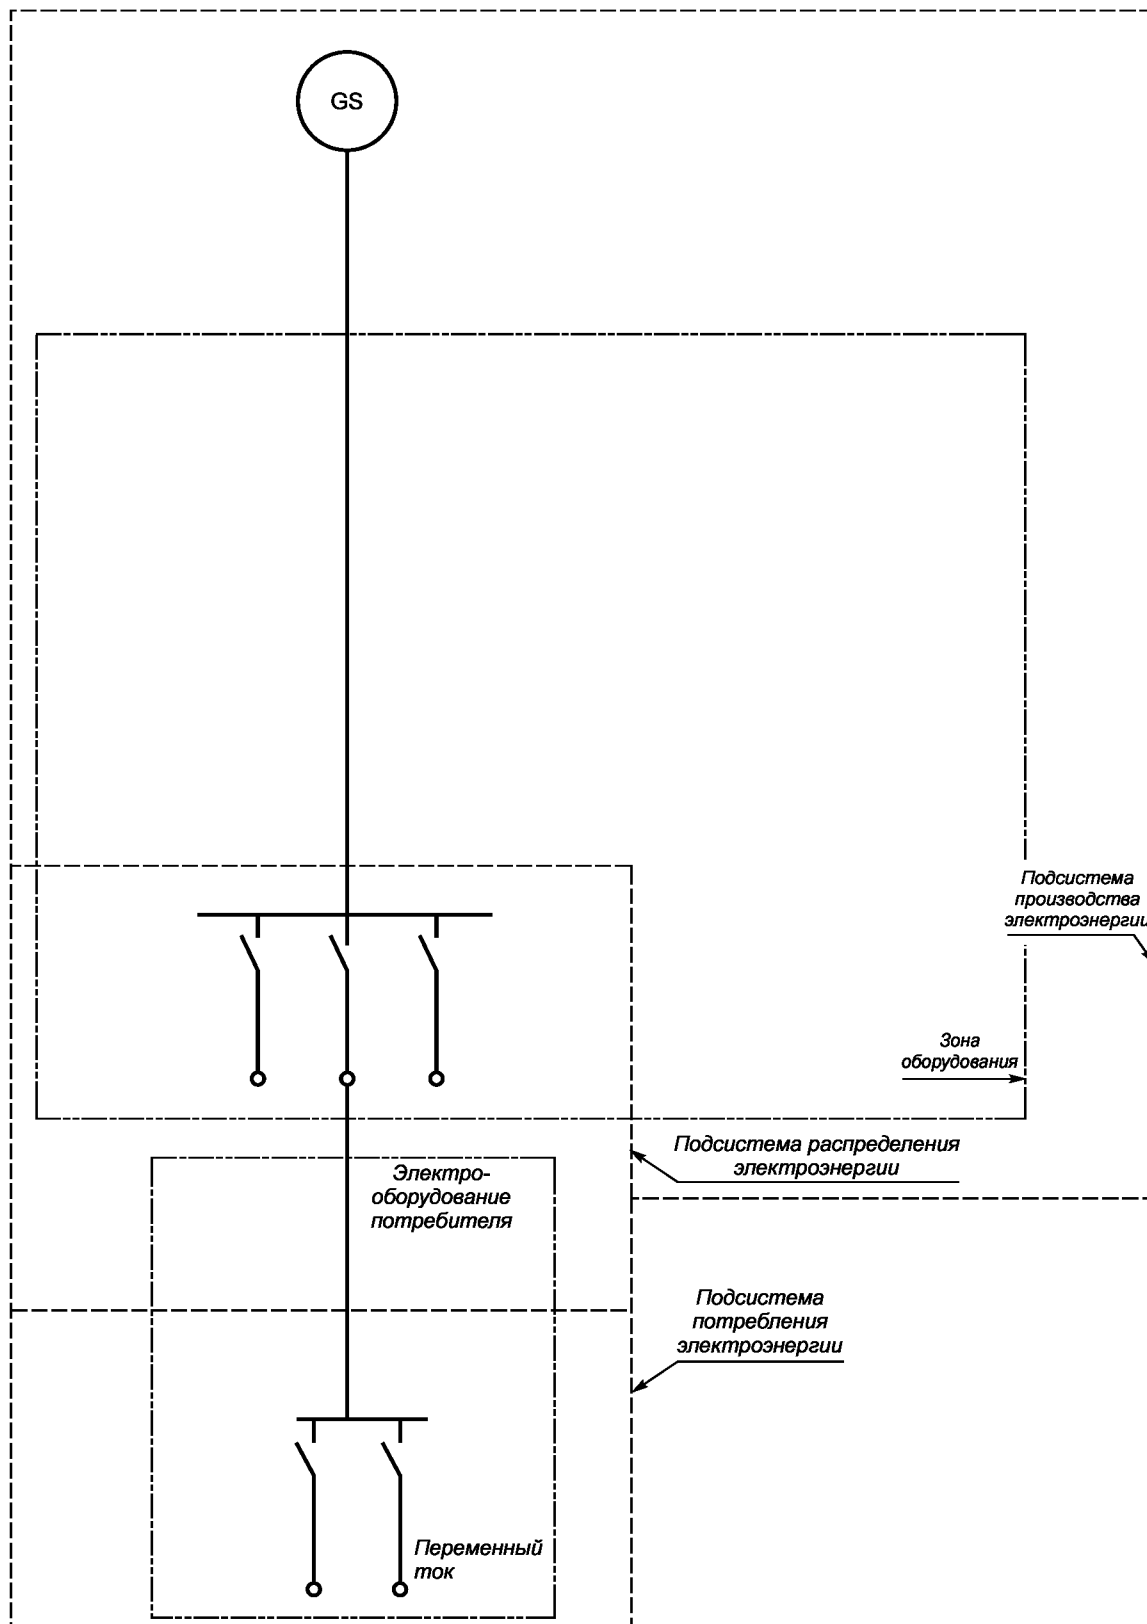 GS
Подсистема
производства
электроэнергии
Зона
оборудования
Подсистема распределения
электроэнергии
Электро-
оборудование
потребителя
Подсистема
потребления
электроэнергии
Переменный
ток